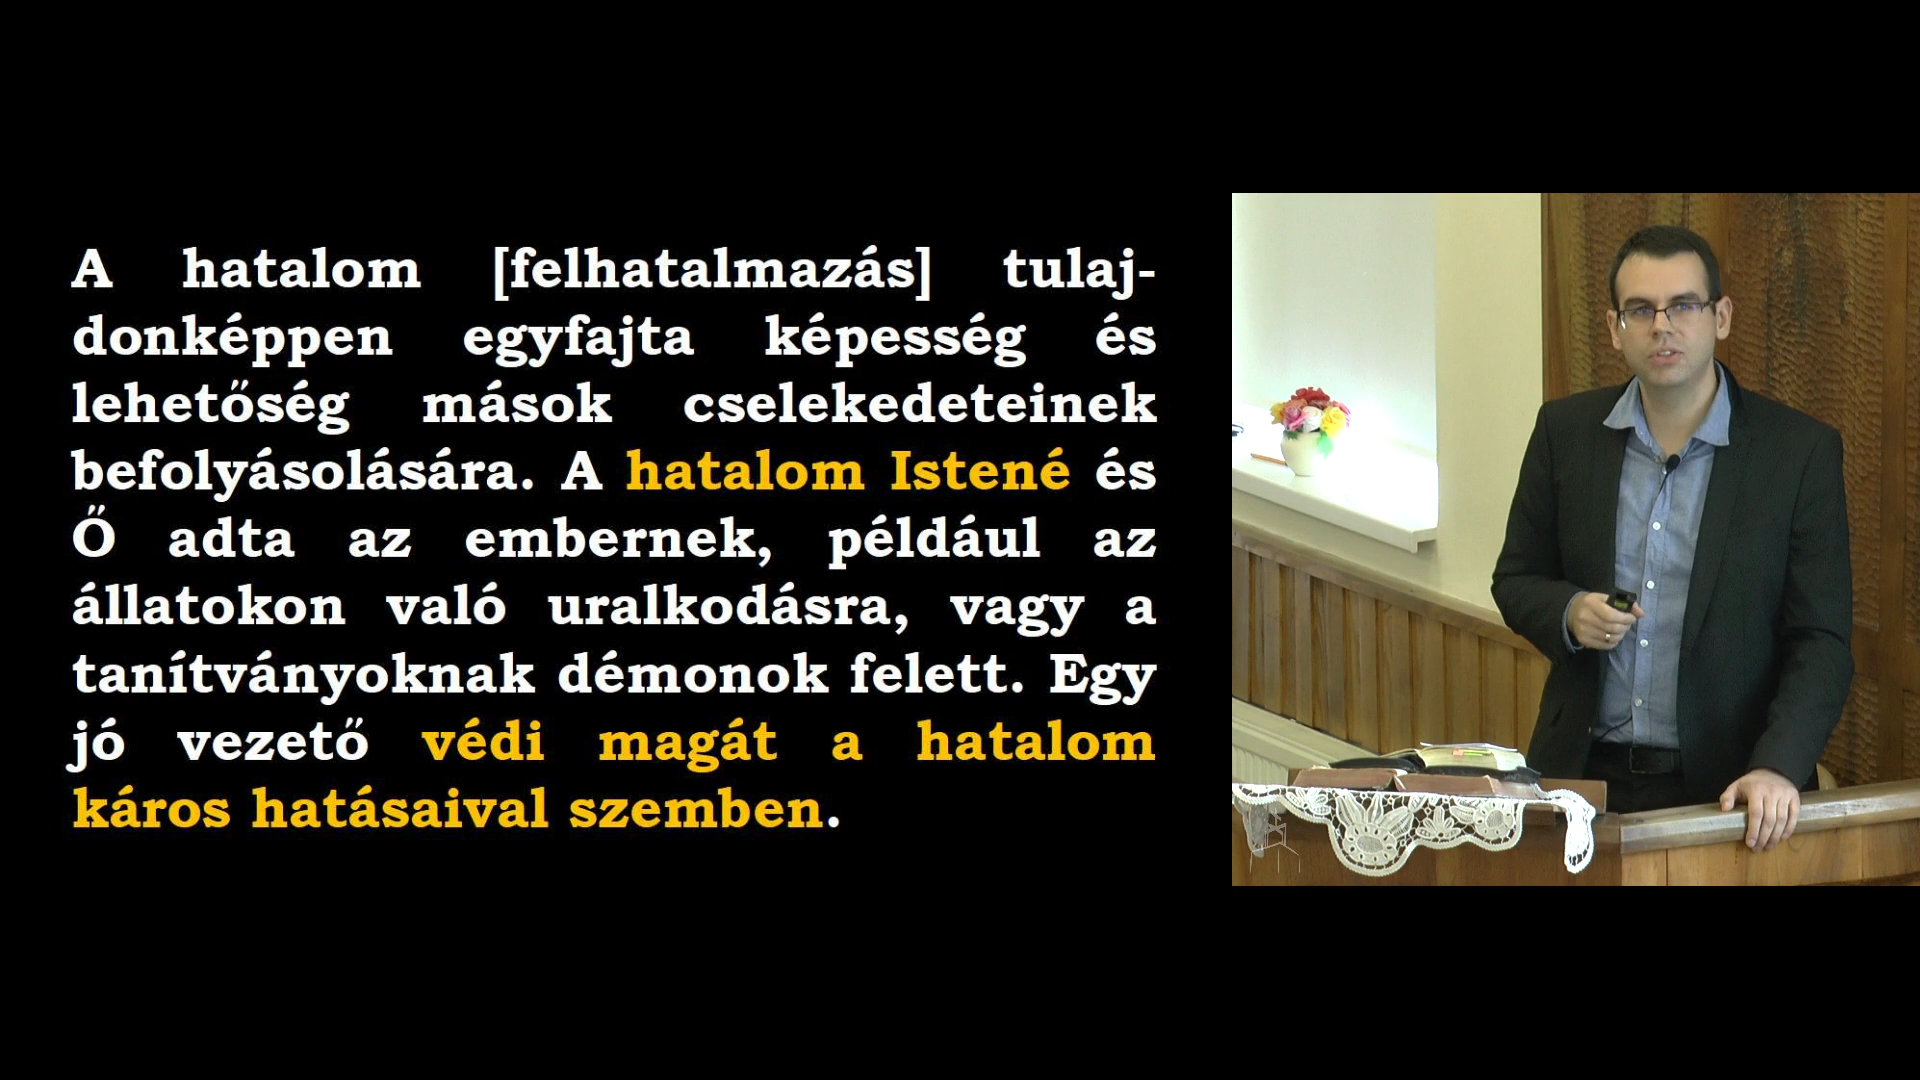 A hatalom [felhatalmazás] tulaj-
donképpen egyfajta képesség és
lehetőség mások cselekedeteinek
befolyásolására. A hatalom Istené és
Ő adta az embernek, például az
állatokon való uralkodásra, vagy a
tanítványoknak démonok felett. Egy
jó vezető védi magát a hatalom
káros hatásaival szemben.